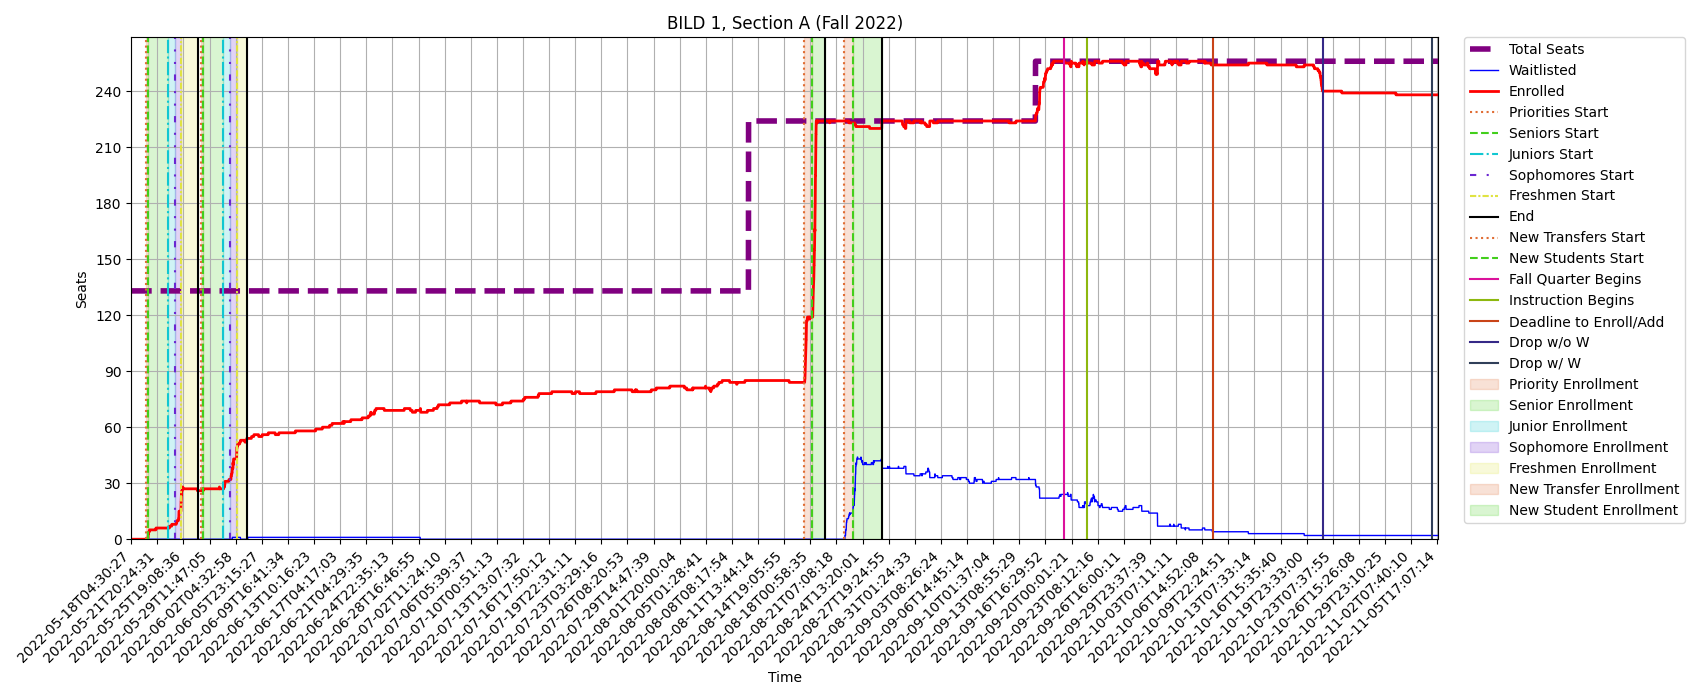 BILD 1, Section A (Fall 2022)
Seats
240
210
180
150
120
90
60
30
0
2022-05-18T04:30:27
2022-05-21T20:24:31
2022-05-25T19:08:36
2022-05-29T11:47:05
2022-06-02T04:32:58
2022-06-05T23:15:27
2022-06-09T16:41:34
2022-06-13T10:16:23
2022-06-17T04:17:03
2022-06-21T04:29:35
2022-06-24T22:35:13
2022-06-28T16:46:55
2022-07-02T11:24:10
2022-07-06T05:39:37
2022-07-10T00:51:13
2022-07-13T13:07:32
2022-07-16T17:50:12
2022-07-19T22:31:11
2022-07-23T03:29:16
2022-07-26T08:20:53
2022-07-29T14:47:39
2022-08-01T20:00:04
2022-08-05T01:28:41
2022-08-08T08:17:54
2022-08-11T13:44:14
2022-08-14T19:05:55
2022-08-18T00:58:35
2022-08-21T07:08:18
2022-08-24T13:20:01
2022-08-27T19:24:55
2022-08-31T01:24:33
2022-09-03T08:26:24
2022-09-06T14:45:14
2022-09-10T01:37:04
2022-09-13T08:55:29
2022-09-16T16:29:52
2022-09-20T00:01:21
2022-09-23T08:12:16
2022-09-26T16:00:11
2022-09-29T23:37:39
2022-10-03T07:11:11
2022-10-06T14:52:08
2022-10-09T22:24:51
2022-10-13T07:33:14
2022-10-16T15:35:40
2022-10-19T23:33:00
2022-10-23T07:37:55
2022-10-26T15:26:08
2022-10-29T23:10:25
2022-11-02T07:40:10
2022-11-05T17:07:14
Time
Total Seats
Waitlisted
Enrolled
Priorities Start
Seniors Start
Juniors Start
Sophomores Start
Freshmen Start
End
New Transfers Start
New Students Start
Fall Quarter Begins
Instruction Begins
Deadline to Enroll/Add
Drop w/o W
Drop w/ W
Priority Enrollment
Senior Enrollment
Junior Enrollment
Sophomore Enrollment
Freshmen Enrollment
New Transfer Enrollment
New Student Enrollment